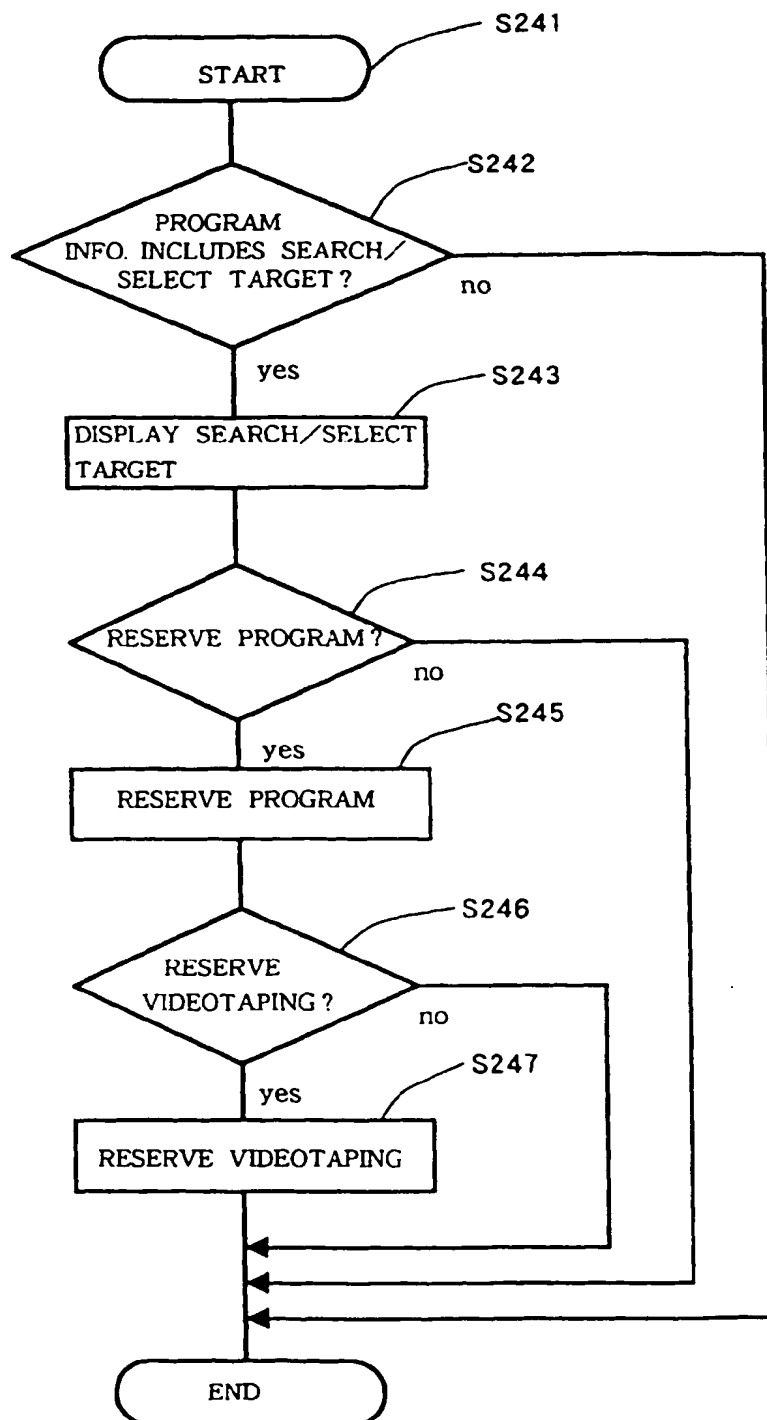 S241
START
S242
PROGRAM
INFO. INCLUDES SEARCH/
SELECT TARGET?
no
yes
S243
DISPLAY SEARCH/SELECT
TARGET
S244
RESERVE PROGRAM?
no
S245
yes
RESERVE PROGRAM
S246
RESERVE
VIDEOTAPING?
no
S247
yes
RESERVE VIDEOTAPING
END